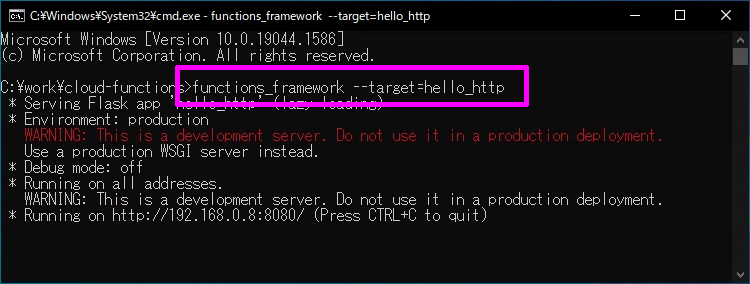 C:¥Windows¥System32¥cmd.exe - functions_framework --target=hello_http
Microsoft Windows [Version 10.0.19044.1586]
(c) Microsoft Corporation. All rights reserved.
C:¥work¥cloud-functions>functions_framework --target=hello_http
* Serving Flask app 'hello_http' (lazy loading)
* Environment: production
WARNING: This is a development server. Do not use it in a production deployment.
Use a production WSGI server instead.
* Debug mode: off
* Running on all addresses.
WARNING: This is a development server. Do not use it in a production deployment.
* Running on http://192.168.0.8:8080/ (Press CTRL+C to quit)